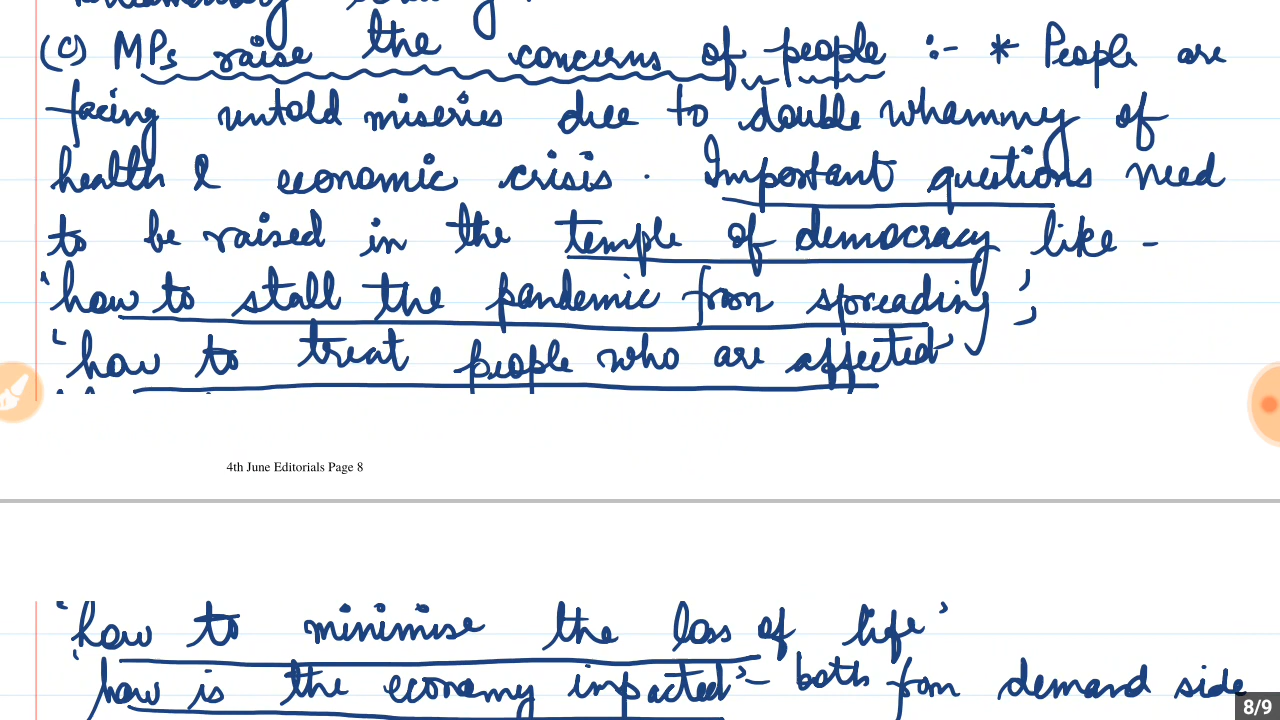 (c) MPs raise the concerns of people :- * People are
facing untold miseries due to double whammy of
health & economic crisis. Important questions need
to be raised in the temple of democracy like -
'how to stall the pandemic from spreading',
'how to treat people who are affected'
4th June Editorials Page 8
'how to minimise the loss of life'
'how is the economy impacted' - both from demand side
8/9